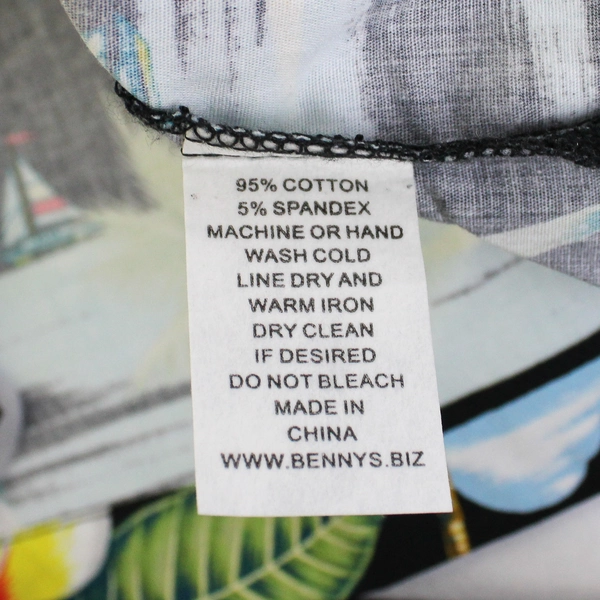 95% COTTON
5% SPANDEX
MACHINE OR HAND
WASH COLD
LINE DRY AND
WARM IRON
DRY CLEAN
IF DESIRED
DO NOT BLEACH
MADE IN
CHINA
WWW.BENNYS.BIZ